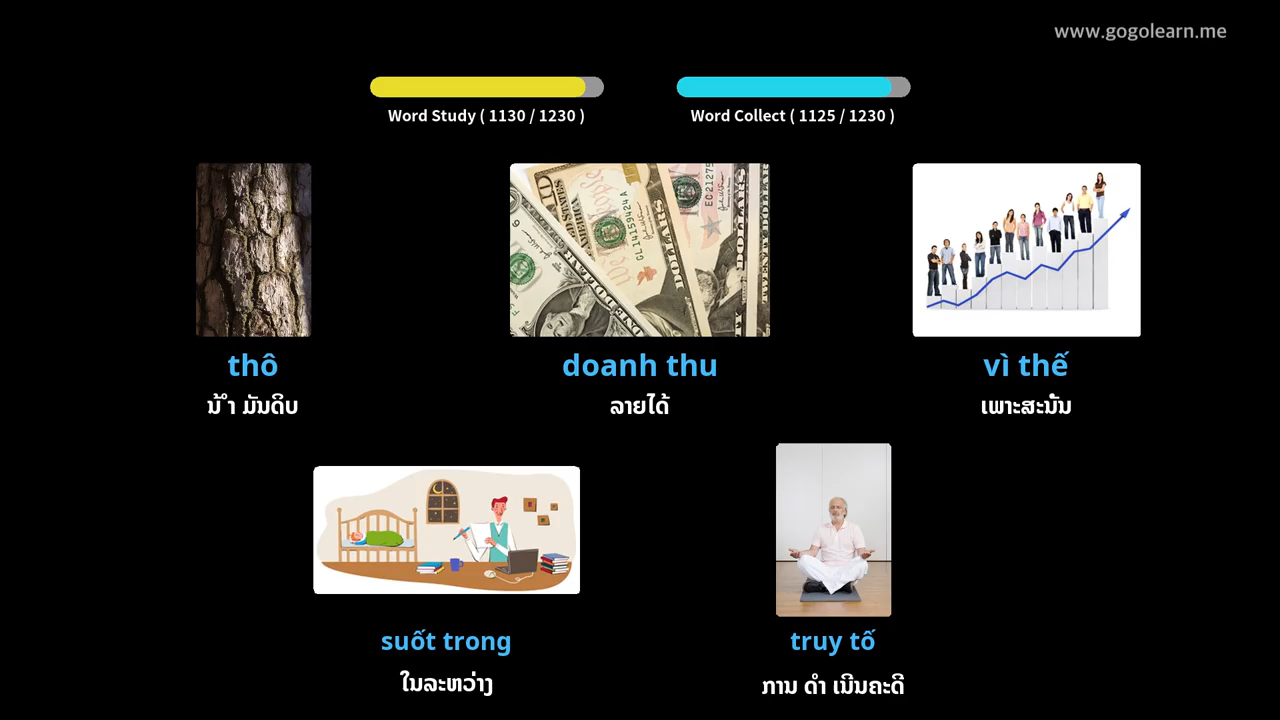 www.gogolearn.me
Word Study ( 1130 / 1230 )
Word Collect ( 1125 / 1230 )
thô
ນ້ ຳ ມັນດິບ
doanh thu
ລາຍໄດ້
vì thế
ເພາະສະນັ້ນ
suốt trong
ໃນລະຫວ່າງ
truy tố
ການ ດຳ ເນີນຄະດີ